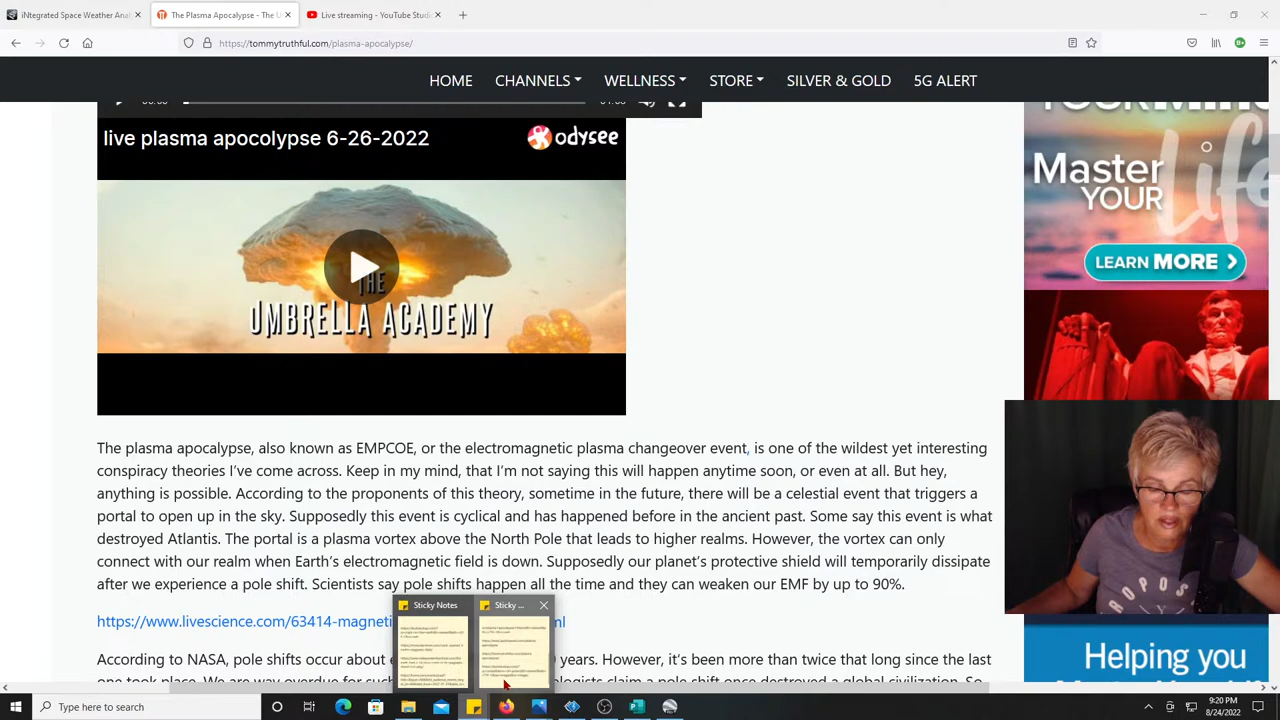 iNtegrated Space Weather Anal
The Plasma Apocalypse - The U
Live streaming - YouTube Studi
https://tommytruthful.com/plasma-apocalypse/
HOME
CHANNELS
WELLNESS
STORE
SILVER & GOLD
5G ALERT
live plasma apocolypse 6-26-2022
odysee
THE
UMBRELLA ACADEMY
Master
YOUR
Life
LEARN MORE
The plasma apocalypse, also known as EMPCOE, or the electromagnetic plasma changeover event, is one of the wildest yet interesting
conspiracy theories I've come across. Keep in my mind, that I'm not saying this will happen anytime soon, or even at all. But hey,
anything is possible. According to the proponents of this theory, sometime in the future, there will be a celestial event that triggers a
portal to open up in the sky. Supposedly this event is cyclical and has happened before in the ancient past. Some say this event is what
destroyed Atlantis. The portal is a plasma vortex above the North Pole that leads to higher realms. However, the vortex can only
connect with our realm when Earth's electromagnetic field is down. Supposedly our planet's protective shield will temporarily dissipate
after we experience a pole shift. Scientists say pole shifts happen all the time and they can weaken our EMF by up to 90%.
Sticky Notes
Sticky ...
https://www.livescience.com/63414-magneti
According to NASA, pole shifts occur about
years. However, it's been more than twice that long since the last
Helping you
Type here to search
9:20 PM
8/24/2022